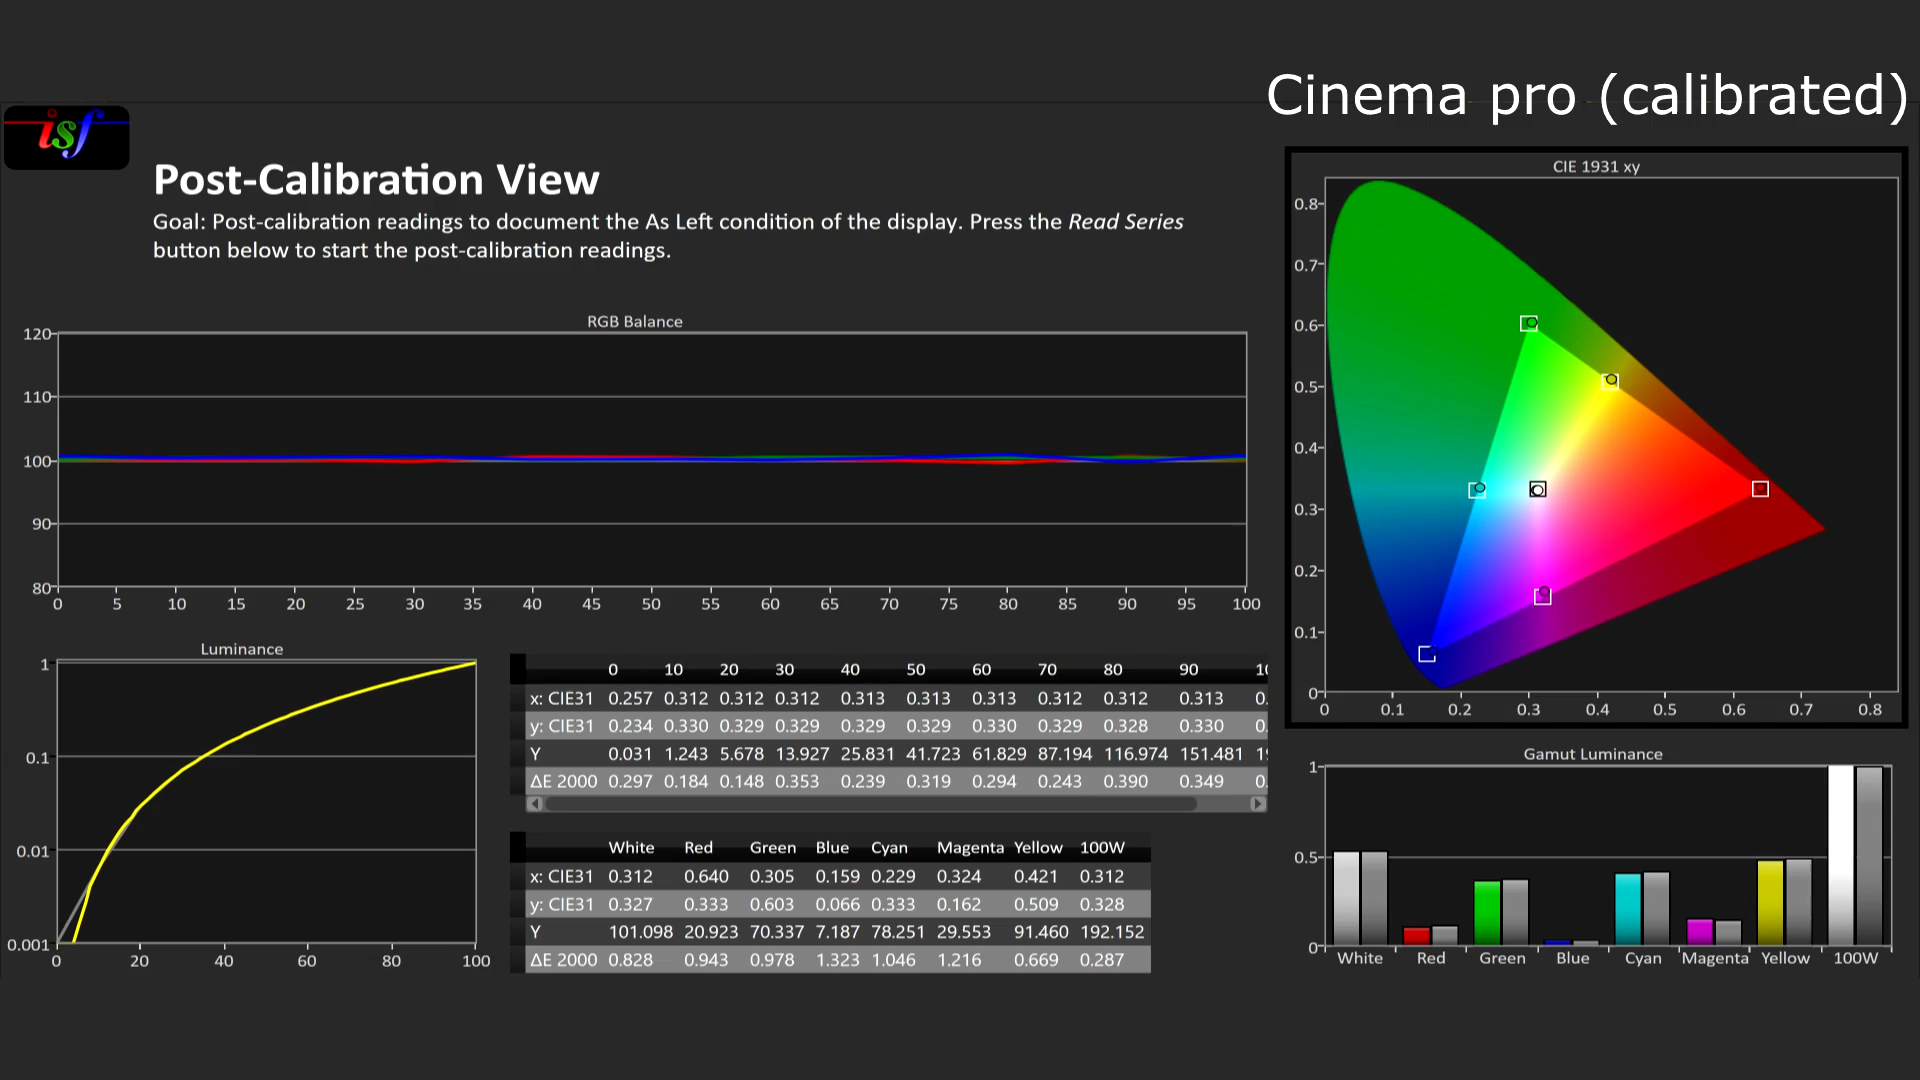 Cinema pro (calibrated)
isf
Post-Calibration View
Goal: Post-calibration readings to document the As Left condition of the display. Press the Read Series
button below to start the post-calibration readings.
RGB Balance
120
110
100
90
80
0 5 10 15 20 25 30 35 40 45 50 55 60 65 70 75 80 85 90 95 100
Luminance
1
0.1
0.01
0.001
0 20 40 60 80 100
0 10 20 30 40 50 60 70 80 90
x: CIE31 0.257 0.312 0.312 0.312 0.313 0.313 0.313 0.312 0.312 0.313
y: CIE31 0.234 0.330 0.329 0.329 0.329 0.329 0.330 0.329 0.328 0.330
Y 0.031 1.243 5.678 13.927 25.831 41.723 61.829 87.194 116.974 151.481
ΔE 2000 0.297 0.184 0.148 0.353 0.239 0.319 0.294 0.243 0.390 0.349
White Red Green Blue Cyan Magenta Yellow 100W
x: CIE31 0.312 0.640 0.305 0.159 0.229 0.324 0.421 0.312
y: CIE31 0.327 0.333 0.603 0.066 0.333 0.162 0.509 0.328
Y 101.098 20.923 70.337 7.187 78.251 29.553 91.460 192.152
ΔE 2000 0.828 0.943 0.978 1.323 1.046 1.216 0.669 0.287
CIE 1931 xy
0.8
0.7
0.6
0.5
0.4
0.3
0.2
0.1
0
0 0.1 0.2 0.3 0.4 0.5 0.6 0.7 0.8
Gamut Luminance
1
0.5
0
White Red Green Blue Cyan Magenta Yellow 100W